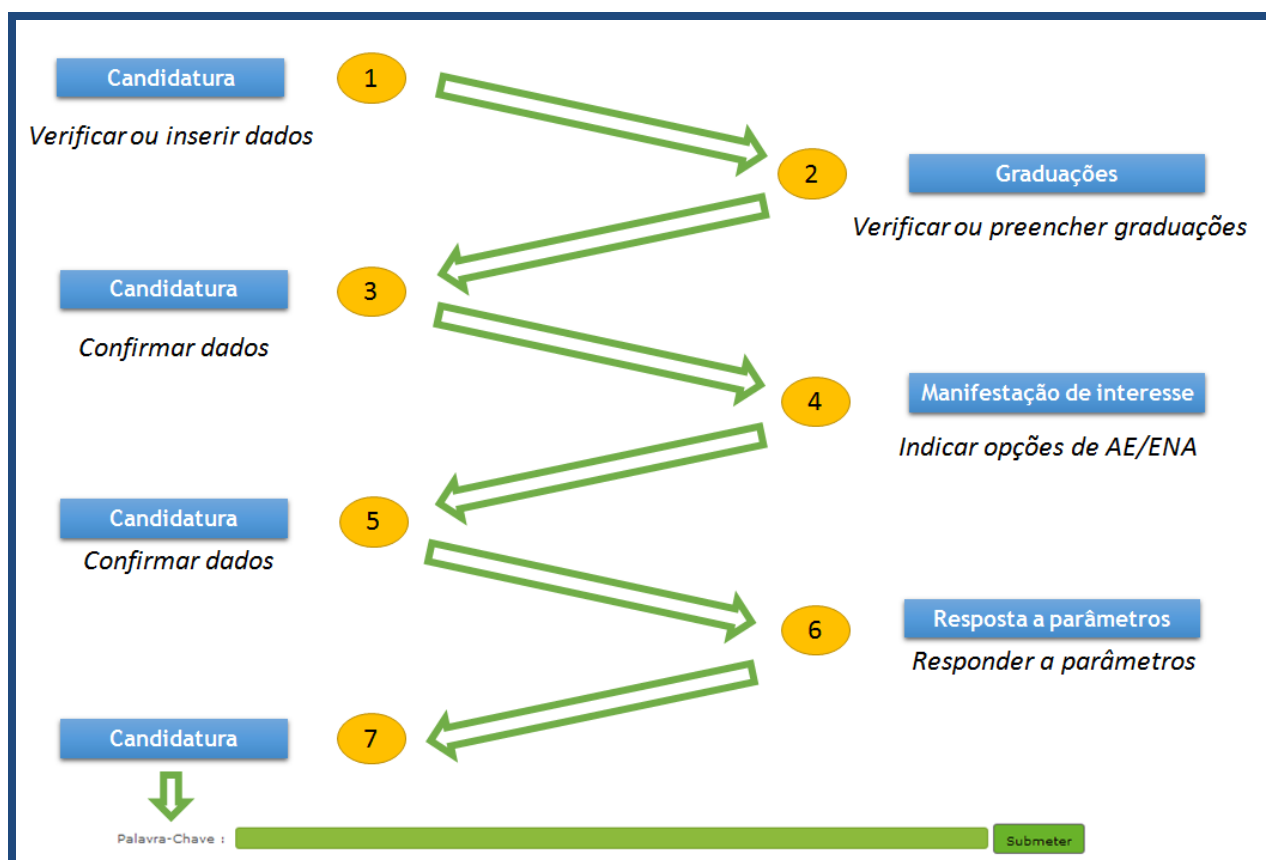 Candidatura 1
Verificar ou inserir dados
2 Graduações
Verificar ou preencher graduações
Candidatura 3
Confirmar dados
4 Manifestação de interesse
Indicar opções de AE/ENA
Candidatura 5
Confirmar dados
6 Resposta a parâmetros
Responder a parâmetros
Candidatura 7
Palavra-Chave : Submeter